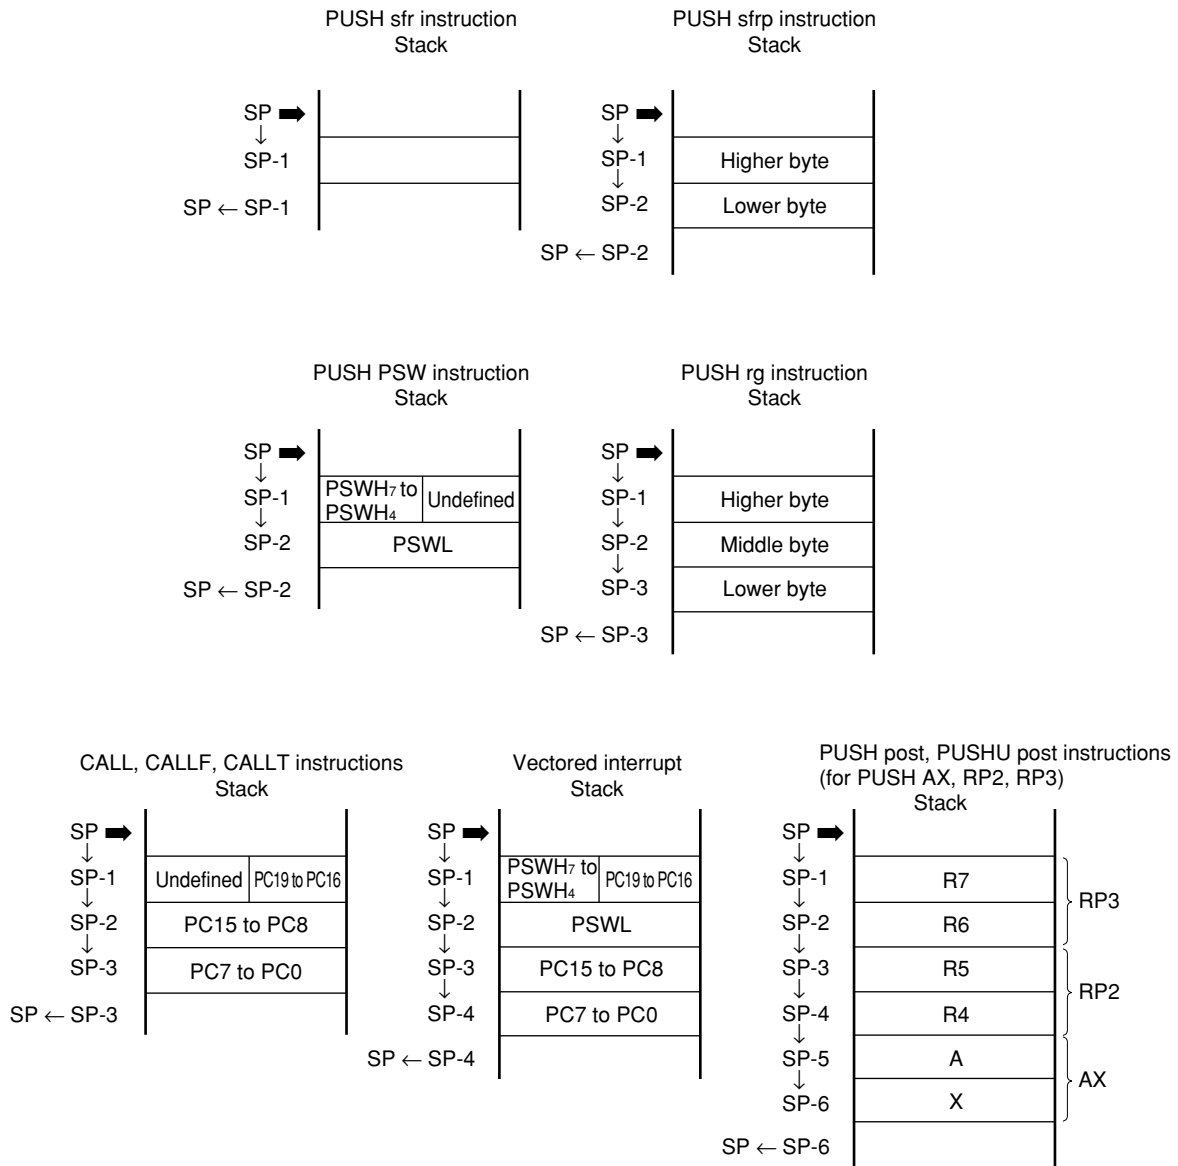 PUSH sfr instruction
Stack
SP
SP-1
SP ← SP-1
PUSH sfrp instruction
Stack
SP
SP-1
Higher byte
SP-2
Lower byte
SP ← SP-2
PUSH PSW instruction
Stack
SP
SP-1
PSWH7 to
PSWH4
Undefined
SP-2
PSWL
SP ← SP-2
PUSH rg instruction
Stack
SP
SP-1
Higher byte
SP-2
Middle byte
SP-3
Lower byte
SP ← SP-3
CALL, CALLF, CALLT instructions
Stack
SP
SP-1
Undefined
PC19 to PC16
SP-2
PC15 to PC8
SP-3
PC7 to PC0
SP ← SP-3
Vectored interrupt
Stack
SP
SP-1
PSWH7 to
PSWH4
PC19 to PC16
SP-2
PSWL
SP-3
PC15 to PC8
SP-4
PC7 to PC0
SP ← SP-4
PUSH post, PUSHU post instructions
(for PUSH AX, RP2, RP3)
Stack
SP
SP-1
R7
RP3
SP-2
R6
SP-3
R5
RP2
SP-4
R4
SP-5
A
AX
SP-6
X
SP ← SP-6